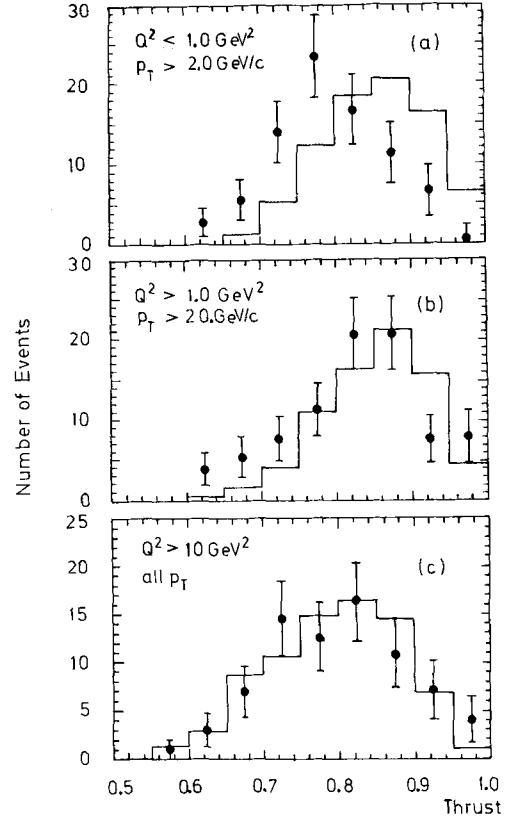 30
Q² < 1.0 GeV²
p_T > 2.0 GeV/c
(a)
20
10
0
30
Q² > 1.0 GeV²
p_T > 2.0. GeV/c
(b)
20
10
0
25
Q² > 10 GeV²
all p_T
(c)
20
15
10
5
0
0.5 0.6 0.7 0.8 0.9 1.0
Thrust
Number of Events